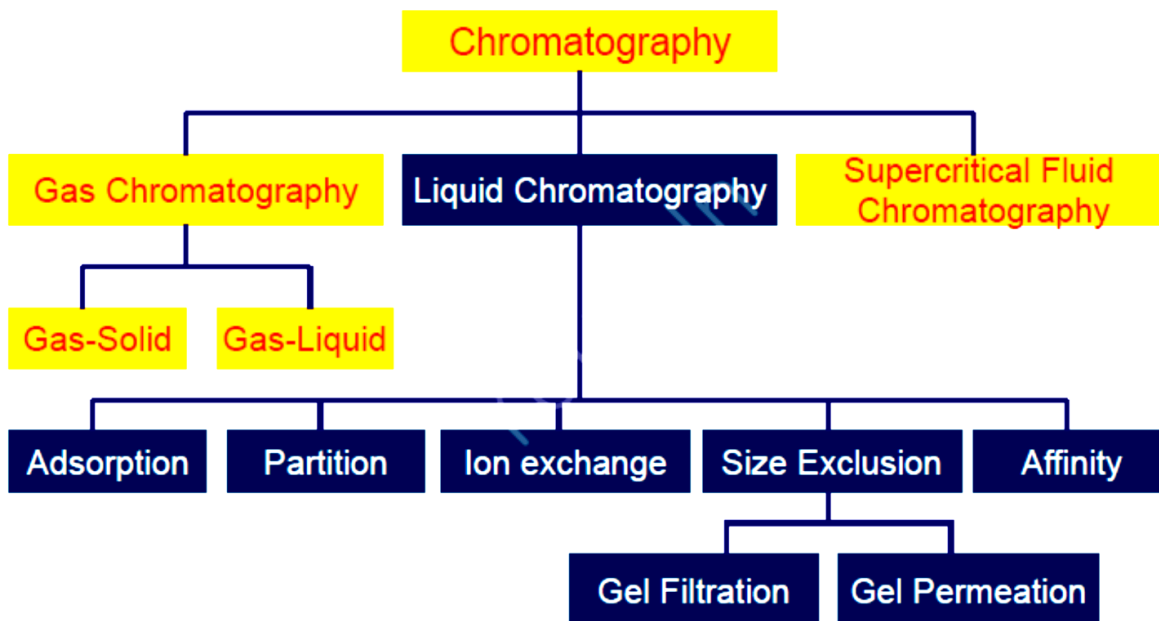 Chromatography
Gas Chromatography
Liquid Chromatography
Supercritical Fluid
Chromatography
Gas-Solid
Gas-Liquid
Adsorption
Partition
Ion exchange
Size Exclusion
Affinity
Gel Filtration
Gel Permeation